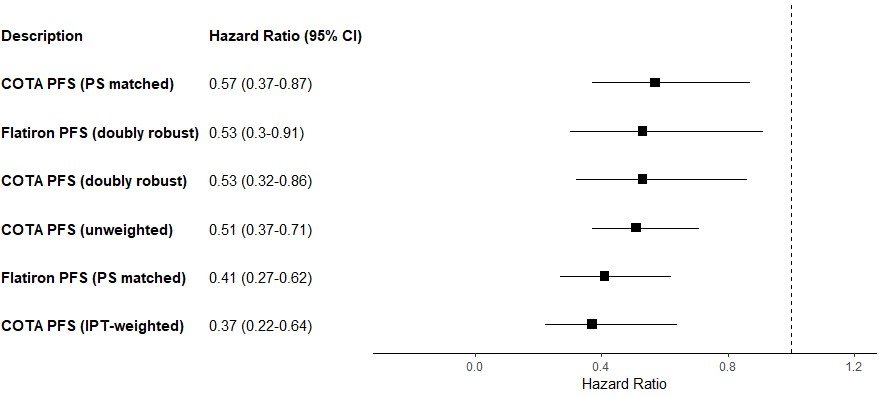 Description Hazard Ratio (95% CI)
COTA PFS (PS matched) 0.57 (0.37-0.87)
Flatiron PFS (doubly robust) 0.53 (0.3-0.91)
COTA PFS (doubly robust) 0.53 (0.32-0.86)
COTA PFS (unweighted) 0.51 (0.37-0.71)
Flatiron PFS (PS matched) 0.41 (0.27-0.62)
COTA PFS (IPT-weighted) 0.37 (0.22-0.64)
0.0 0.4 0.8 1.2
Hazard Ratio